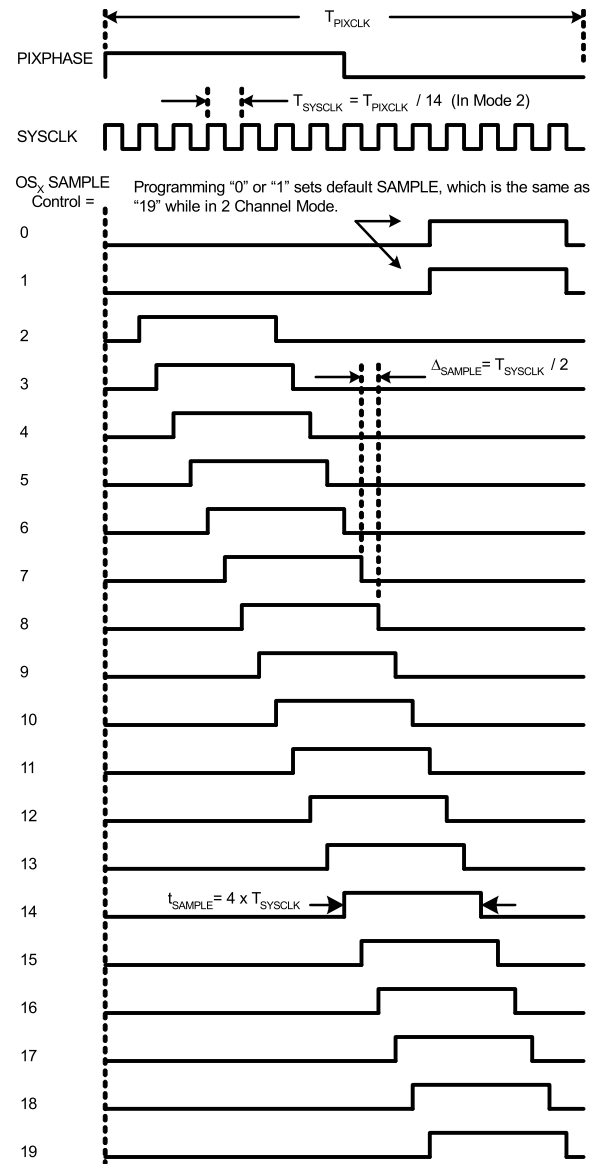 T_PIXCLK
PIXPHASE
T_SYSCLK = T_PIXCLK / 14 (In Mode 2)
SYSCLK
OS_X SAMPLE
Control =
Programming “0” or “1” sets default SAMPLE, which is the same as
“19” while in 2 Channel Mode.
0
1
2
3
Δ_SAMPLE= T_SYSCLK / 2
4
5
6
7
8
9
10
11
12
13
14
t_SAMPLE= 4 x T_SYSCLK
15
16
17
18
19